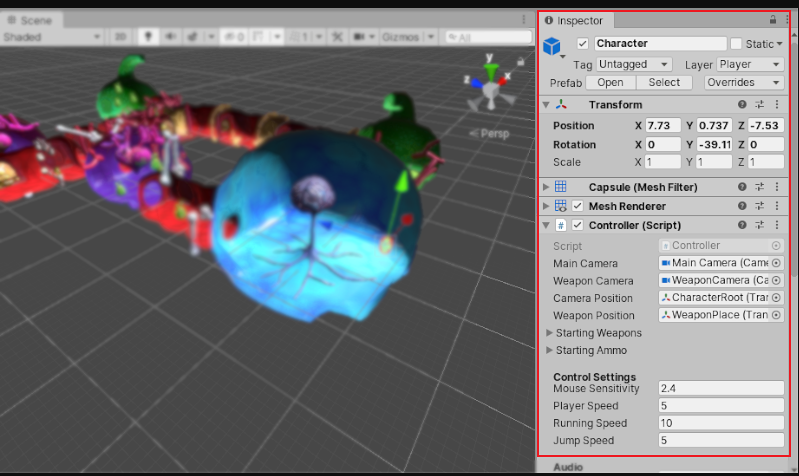 Scene
Shaded
2D
0
1
Gizmos
All
y
x
z
Persp
Inspector
Character
Static
Tag Untagged Layer Player
Prefab Open Select Overrides
Transform
Position X 7.73 Y 0.737 Z -7.53
Rotation X 0 Y -39.11 Z 0
Scale X 1 Y 1 Z 1
Capsule (Mesh Filter)
Mesh Renderer
# Controller (Script)
Script # Controller
Main Camera Main Camera (Came
Weapon Camera WeaponCamera (Ca
Camera Position CharacterRoot (Tran
Weapon Position WeaponPlace (Tran
Starting Weapons
Starting Ammo
Control Settings
Mouse Sensitivity 2.4
Player Speed 5
Running Speed 10
Jump Speed 5
Audio